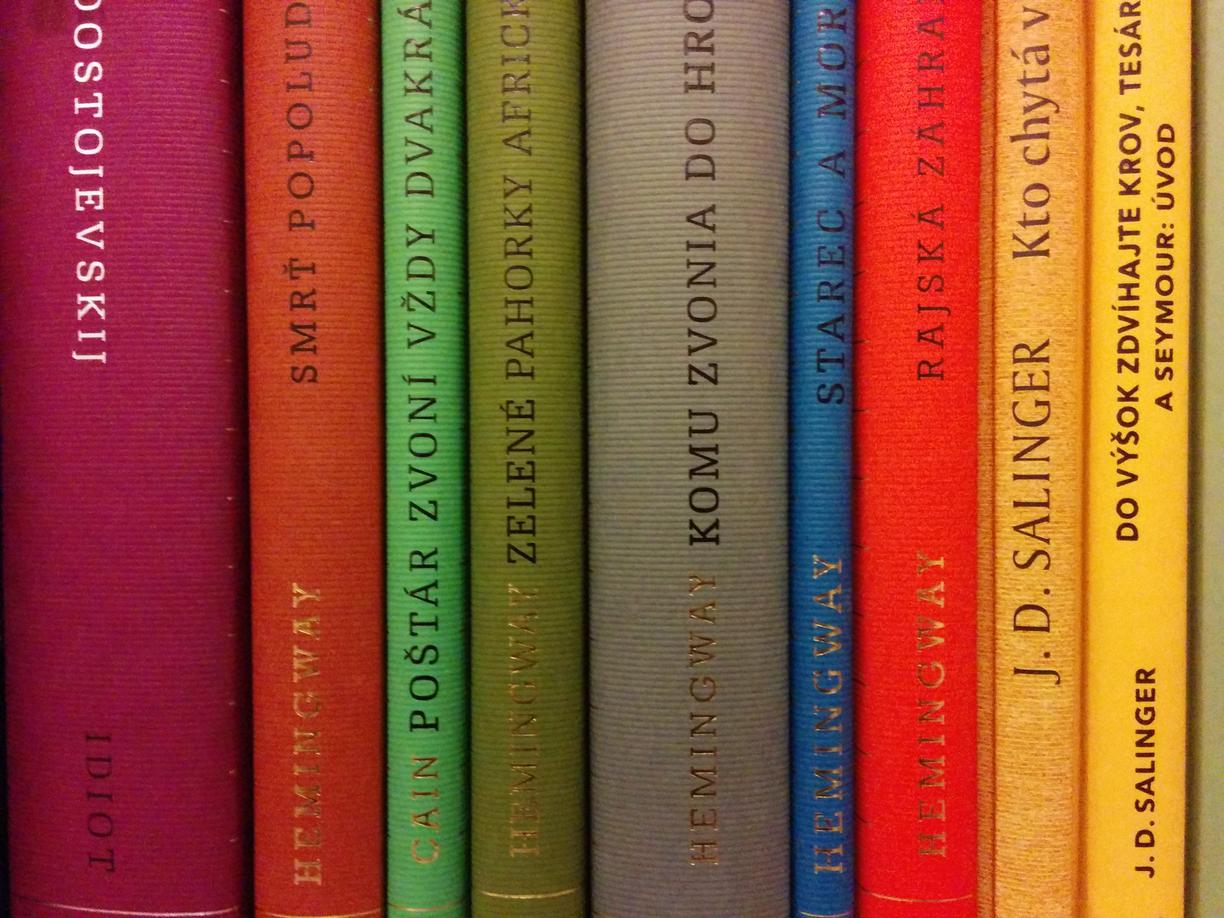 DOSTOJEVSKIJ
IDIOT
HEMINGWAY SMRŤ POPOLUD
CAIN POŠTÁR ZVONÍ VŽDY DVAKRÁ
HEMINGWAY ZELENÉ PAHORKY AFRICK
HEMINGWAY KOMU ZVONIA DO HRO
HEMINGWAY STAREC A MOR
HEMINGWAY RAJSKÁ ZAHRA
J. D. SALINGER Kto chytá v
J. D. SALINGER
DO VÝŠOK ZDVÍHAJTE KROV, TESÁR
A SEYMOUR: ÚVOD